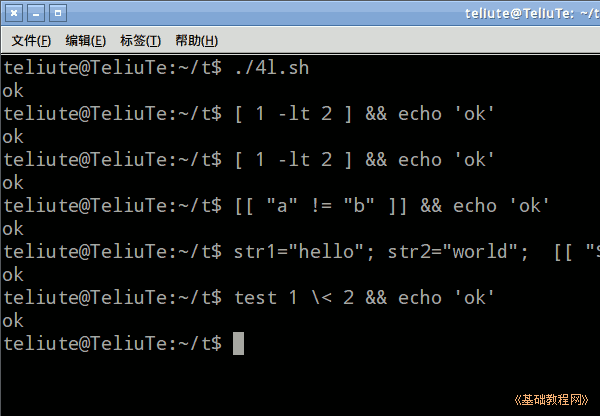 teliute@TeliuTe: ~/t
文件(F) 编辑(E) 标签(T) 帮助(H)
teliute@TeliuTe:~/t$ ./4l.sh
ok
teliute@TeliuTe:~/t$ [ 1 -lt 2 ] && echo 'ok'
ok
teliute@TeliuTe:~/t$ [ 1 -lt 2 ] && echo 'ok'
ok
teliute@TeliuTe:~/t$ [[ "a" != "b" ]] && echo 'ok'
ok
teliute@TeliuTe:~/t$ str1="hello"; str2="world";  [[ "$
ok
teliute@TeliuTe:~/t$ test 1 \< 2 && echo 'ok'
ok
teliute@TeliuTe:~/t$
《基础教程网》